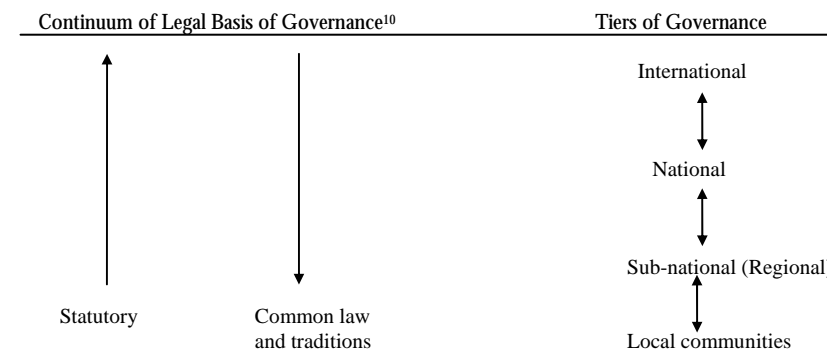 Continuum of Legal Basis of Governance¹⁰ Tiers of Governance
International
National
Sub-national (Regional)
Statutory Common law
and traditions
Local communities